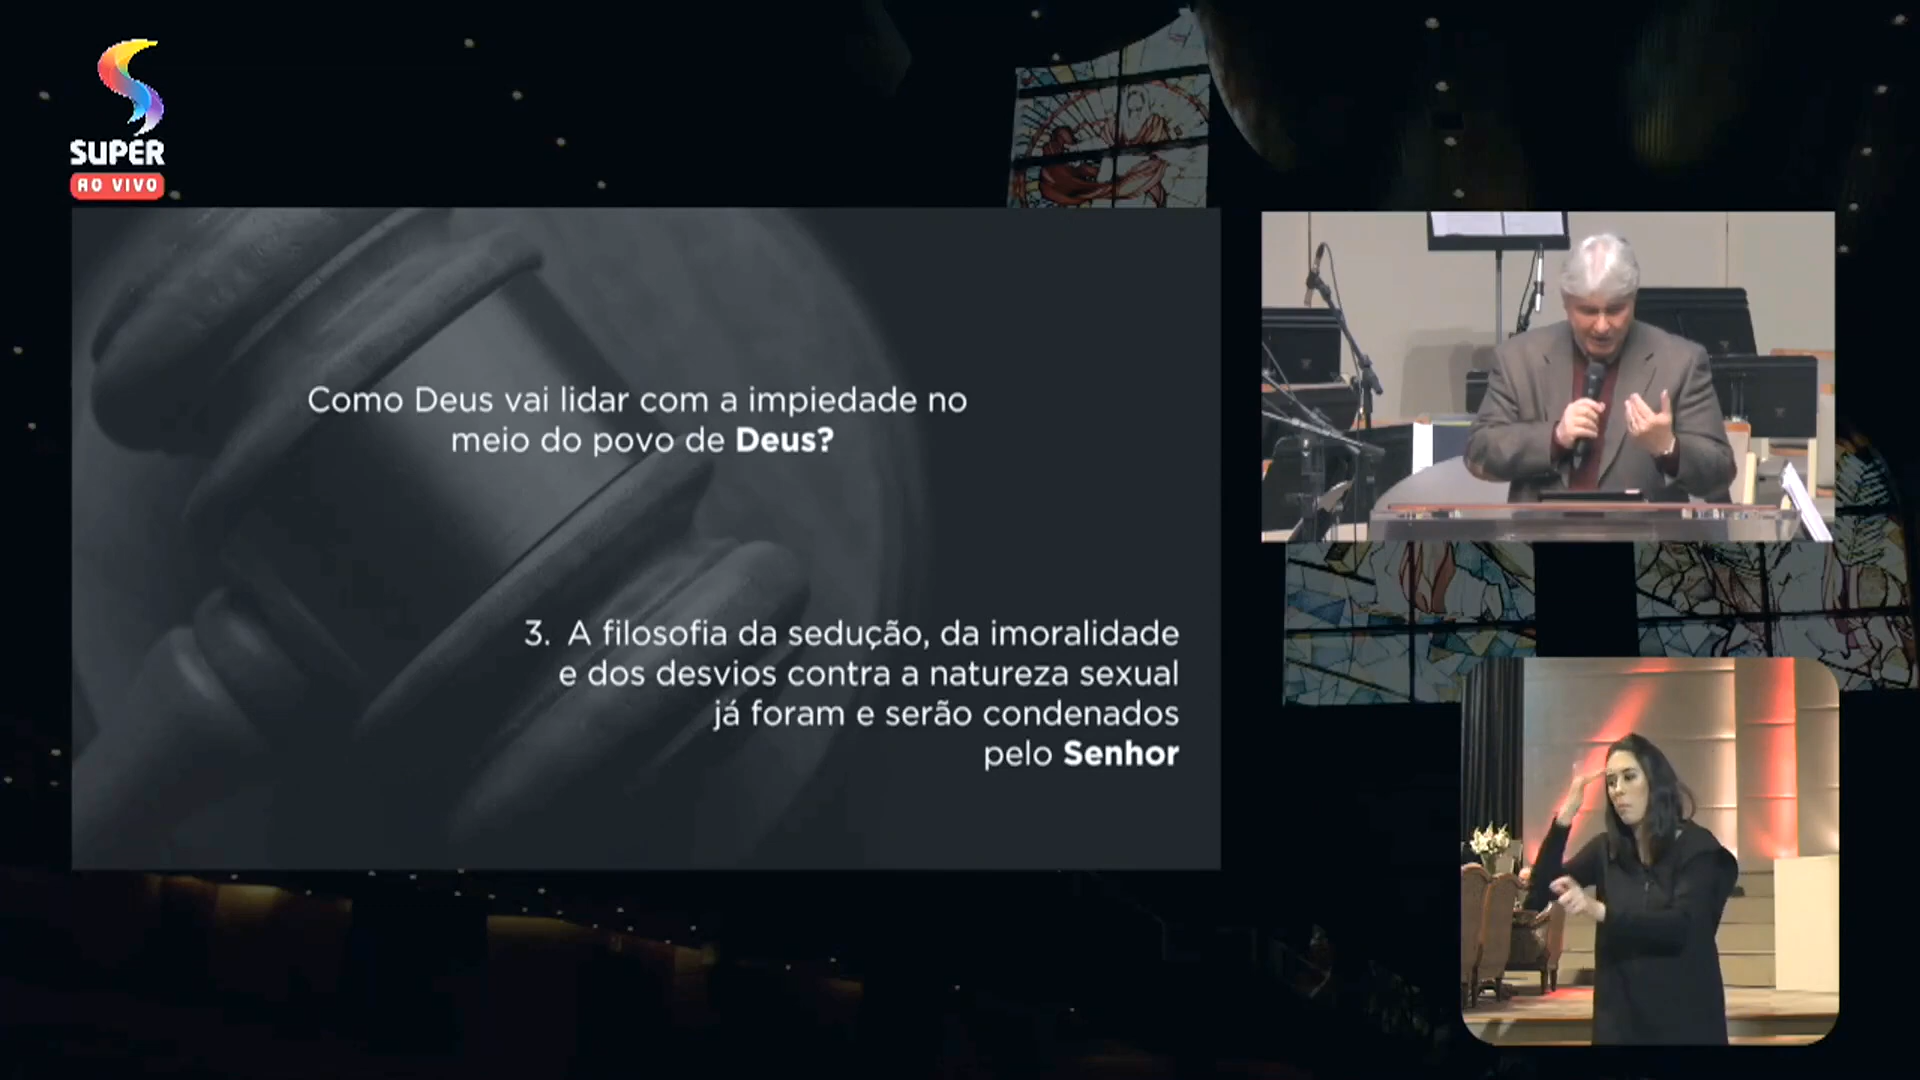 SUPER
AO VIVO
Como Deus vai lidar com a impiedade no
meio do povo de Deus?
3. A filosofia da sedução, da imoralidade
e dos desvios contra a natureza sexual
já foram e serão condenados
pelo Senhor